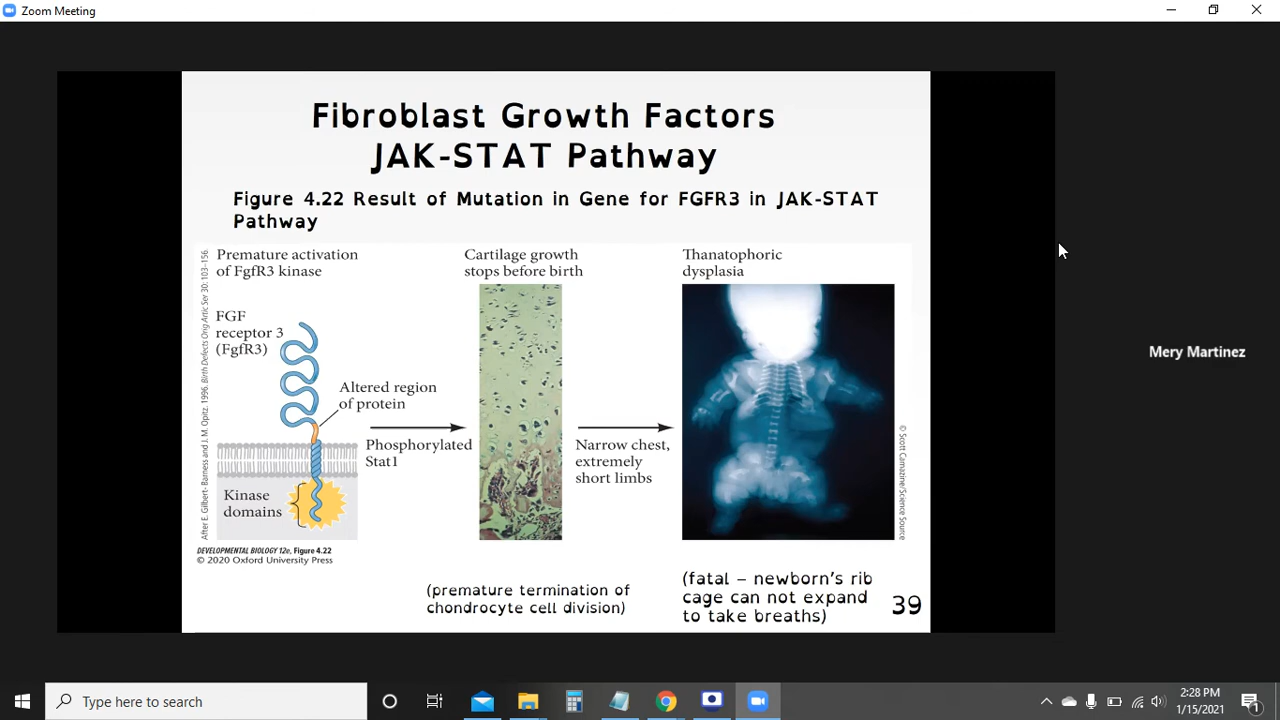 Zoom Meeting
Fibroblast Growth Factors
JAK-STAT Pathway
Figure 4.22 Result of Mutation in Gene for FGFR3 in JAK-STAT
Pathway
After E. Gilbert-Barness and J. M. Opitz. 1996. Birth Defects Orig Artic Ser 30: 103–156.
Premature activation
of FgfR3 kinase
FGF
receptor 3
(FgfR3)
Altered region
of protein
Kinase
domains
Phosphorylated
Stat1
Cartilage growth
stops before birth
Narrow chest,
extremely
short limbs
Thanatophoric
dysplasia
© Scott Camazine/Science Source
DEVELOPMENTAL BIOLOGY 12e, Figure 4.22
© 2020 Oxford University Press
(premature termination of
chondrocyte cell division)
(fatal – newborn's rib
cage can not expand
to take breaths)
39
Mery Martinez
Type here to search
2:28 PM
1/15/2021
1